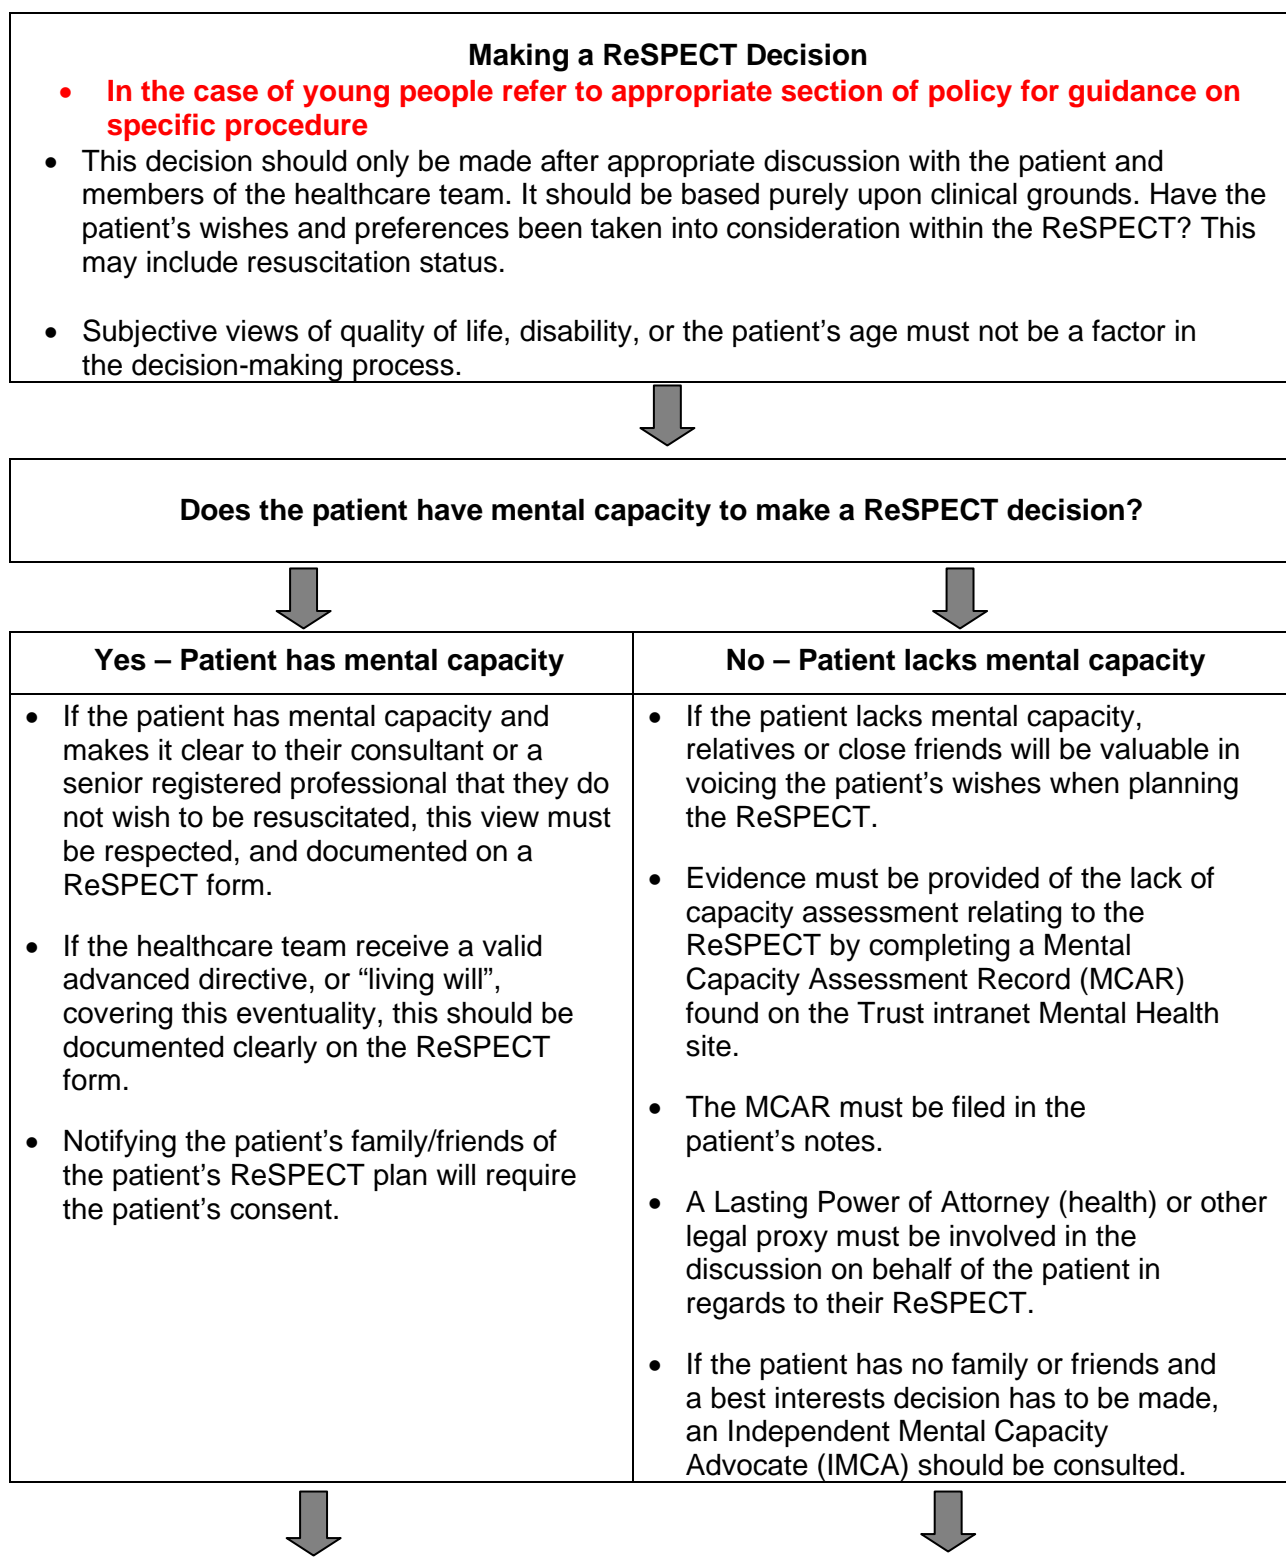 Making a ReSPECT Decision
• In the case of young people refer to appropriate section of policy for guidance on
specific procedure
• This decision should only be made after appropriate discussion with the patient and
members of the healthcare team. It should be based purely upon clinical grounds. Have the
patient’s wishes and preferences been taken into consideration within the ReSPECT? This
may include resuscitation status.
• Subjective views of quality of life, disability, or the patient’s age must not be a factor in
the decision-making process.
Does the patient have mental capacity to make a ReSPECT decision?
Yes – Patient has mental capacity
• If the patient has mental capacity and
makes it clear to their consultant or a
senior registered professional that they do
not wish to be resuscitated, this view must
be respected, and documented on a
ReSPECT form.
• If the healthcare team receive a valid
advanced directive, or “living will”,
covering this eventuality, this should be
documented clearly on the ReSPECT
form.
• Notifying the patient’s family/friends of
the patient’s ReSPECT plan will require
the patient’s consent.
No – Patient lacks mental capacity
• If the patient lacks mental capacity,
relatives or close friends will be valuable in
voicing the patient’s wishes when planning
the ReSPECT.
• Evidence must be provided of the lack of
capacity assessment relating to the
ReSPECT by completing a Mental
Capacity Assessment Record (MCAR)
found on the Trust intranet Mental Health
site.
• The MCAR must be filed in the
patient’s notes.
• A Lasting Power of Attorney (health) or other
legal proxy must be involved in the
discussion on behalf of the patient in
regards to their ReSPECT.
• If the patient has no family or friends and
a best interests decision has to be made,
an Independent Mental Capacity
Advocate (IMCA) should be consulted.